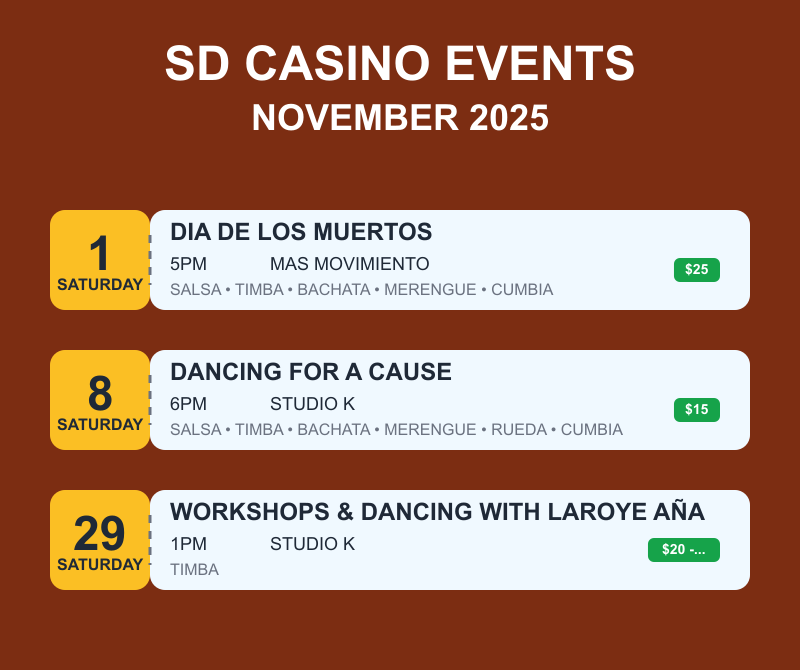 SD CASINO EVENTS
NOVEMBER 2025
1
SATURDAY
DIA DE LOS MUERTOS
5PM MAS MOVIMIENTO
SALSA • TIMBA • BACHATA • MERENGUE • CUMBIA
$25
8
SATURDAY
DANCING FOR A CAUSE
6PM STUDIO K
SALSA • TIMBA • BACHATA • MERENGUE • RUEDA • CUMBIA
$15
29
SATURDAY
WORKSHOPS & DANCING WITH LAROYE AÑA
1PM STUDIO K
TIMBA
$20 -...